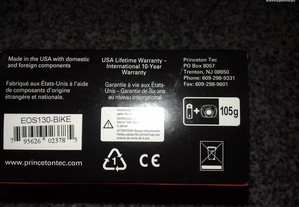 Made in the USA with domestic
and foreign components
Fabriqué aux États-Unis à l'aide
de composants d'origine
étrangère et nationale.
EOS130-BIKE
7 95626 02378 5
www.princetontec.com
USA Lifetime Warranty –
International 10-Year
Warranty
Garantie à vie aux États-
Unis - Garantie de 10 ans
au niveau international
Princeton Tec
PO Box 8057
Trenton, NJ 08650
Phone: 609-298-9331
Fax: 609-298-9601
105g
1
CE